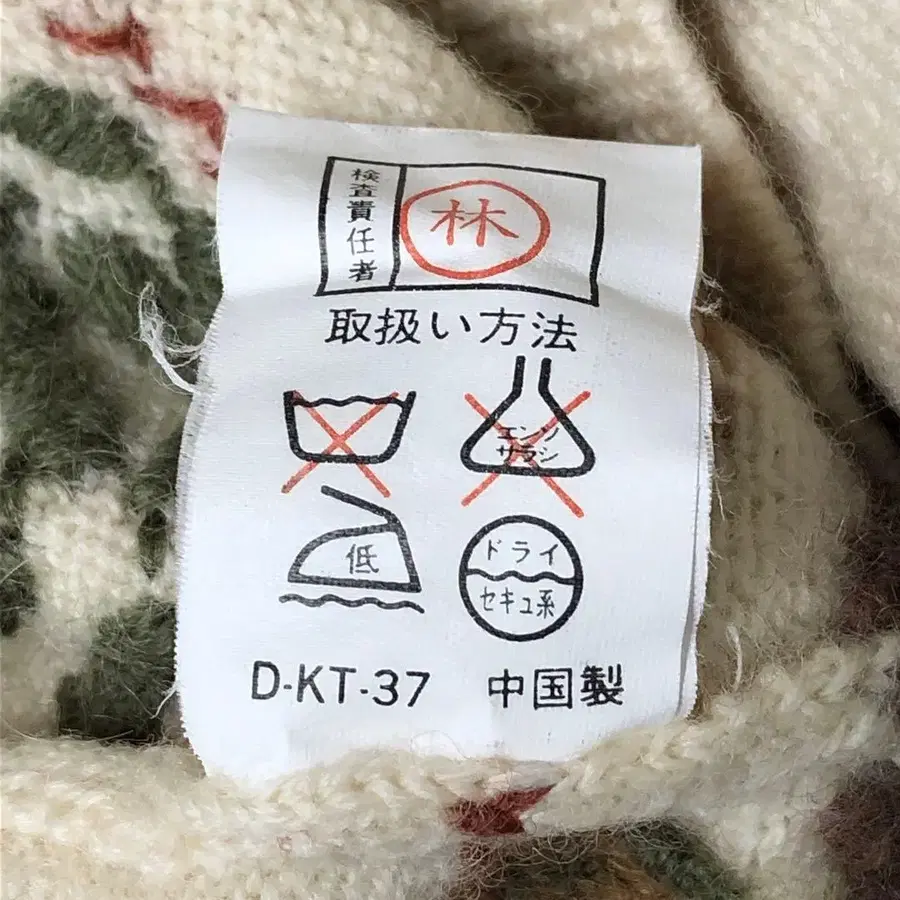 検査責任者
林
取扱い方法
エンソ
サラシ
低
ドライ
セキュ系
D-KT-37 中国製